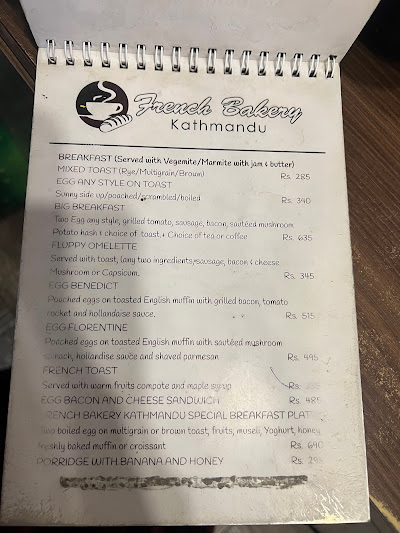 French Bakery
Kathmandu
BREAKFAST (Served with Vegemite/Marmite with jam & butter)
MIXED TOAST (Rye/Multigrain/Brown) Rs. 285
EGG ANY STYLE ON TOAST
Sunny side up/poached/scrambled/boiled Rs. 340
BIG BREAKFAST
Two Egg any style, grilled tomato, sausage, bacon, sautéed mushroom
Potato hash & choice of toast + Choice of tea or coffee Rs. 635
FLUPPY OMELETTE
Served with toast, any two ingredients/sausage, bacon & cheese
Mushroom or Capsicum. Rs. 345
EGG BENEDICT
Poached eggs on toasted English muffin with grilled bacon, tomato
rocket and hollandaise sauce. Rs. 515
EGG FLORENTINE
Poached eggs on toasted English muffin with sautéed mushroom
spinach, hollandise sauce and shaved parmesan Rs. 495
FRENCH TOAST
Served with warm fruits compote and maple syrup Rs.
EGG BACON AND CHEESE SANDWICH Rs.
FRENCH BAKERY KATHMANDU SPECIAL BREAKFAST PLAT
Two boiled egg on multigrain or brown toast, fruits, museli, Yoghurt, honey
freshly baked muffin or croissant Rs. 640
PORRIDGE WITH BANANA AND HONEY Rs.